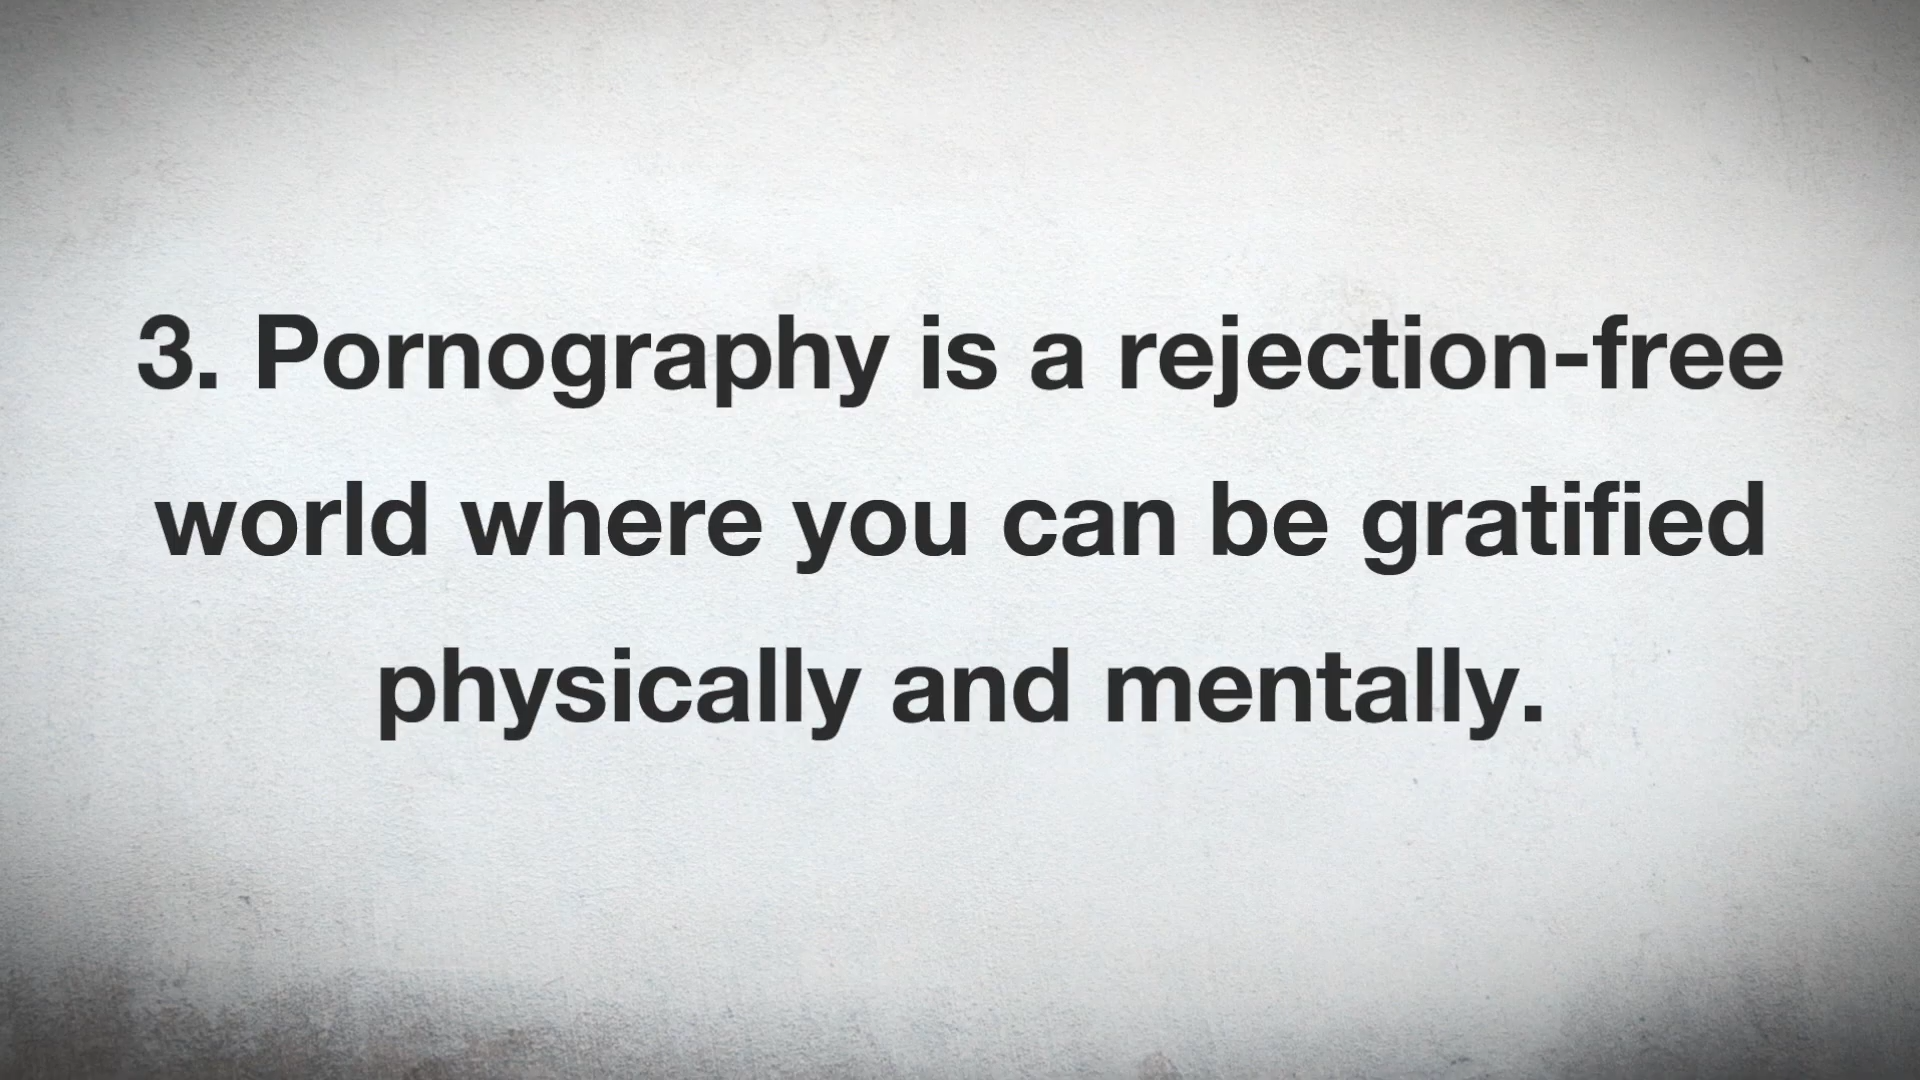 3. Pornography is a rejection-free
world where you can be gratified
physically and mentally.